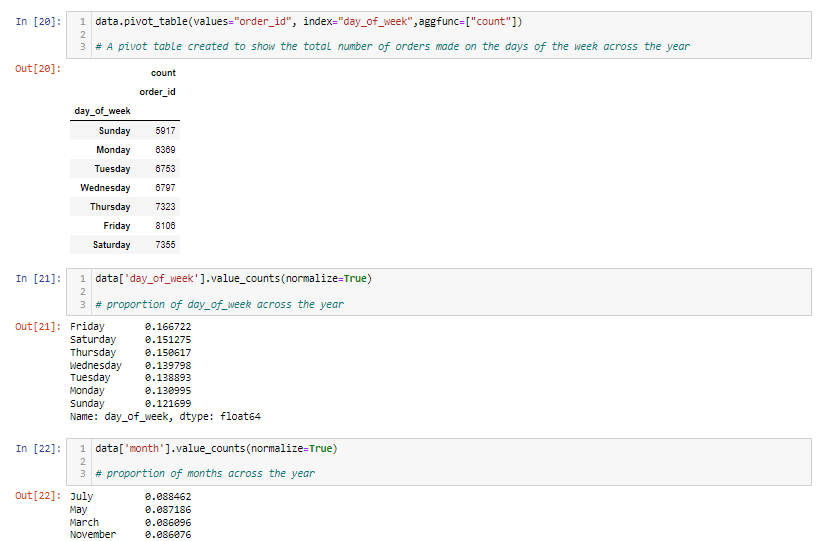 In [20]: 1 data.pivot_table(values="order_id", index="day_of_week",aggfunc=["count"])
2
3 # A pivot table created to show the total number of orders made on the days of the week across the year
Out[20]:
count
order_id
day_of_week
Sunday 5917
Monday 6369
Tuesday 6753
Wednesday 6797
Thursday 7323
Friday 8106
Saturday 7355
In [21]: 1 data['day_of_week'].value_counts(normalize=True)
2
3 # proportion of day_of_week across the year
Out[21]: Friday 0.166722
Saturday 0.151275
Thursday 0.150617
Wednesday 0.139798
Tuesday 0.138893
Monday 0.130995
Sunday 0.121699
Name: day_of_week, dtype: float64
In [22]: 1 data['month'].value_counts(normalize=True)
2
3 # proportion of months across the year
Out[22]: July 0.088462
May 0.087186
March 0.086096
November 0.086076